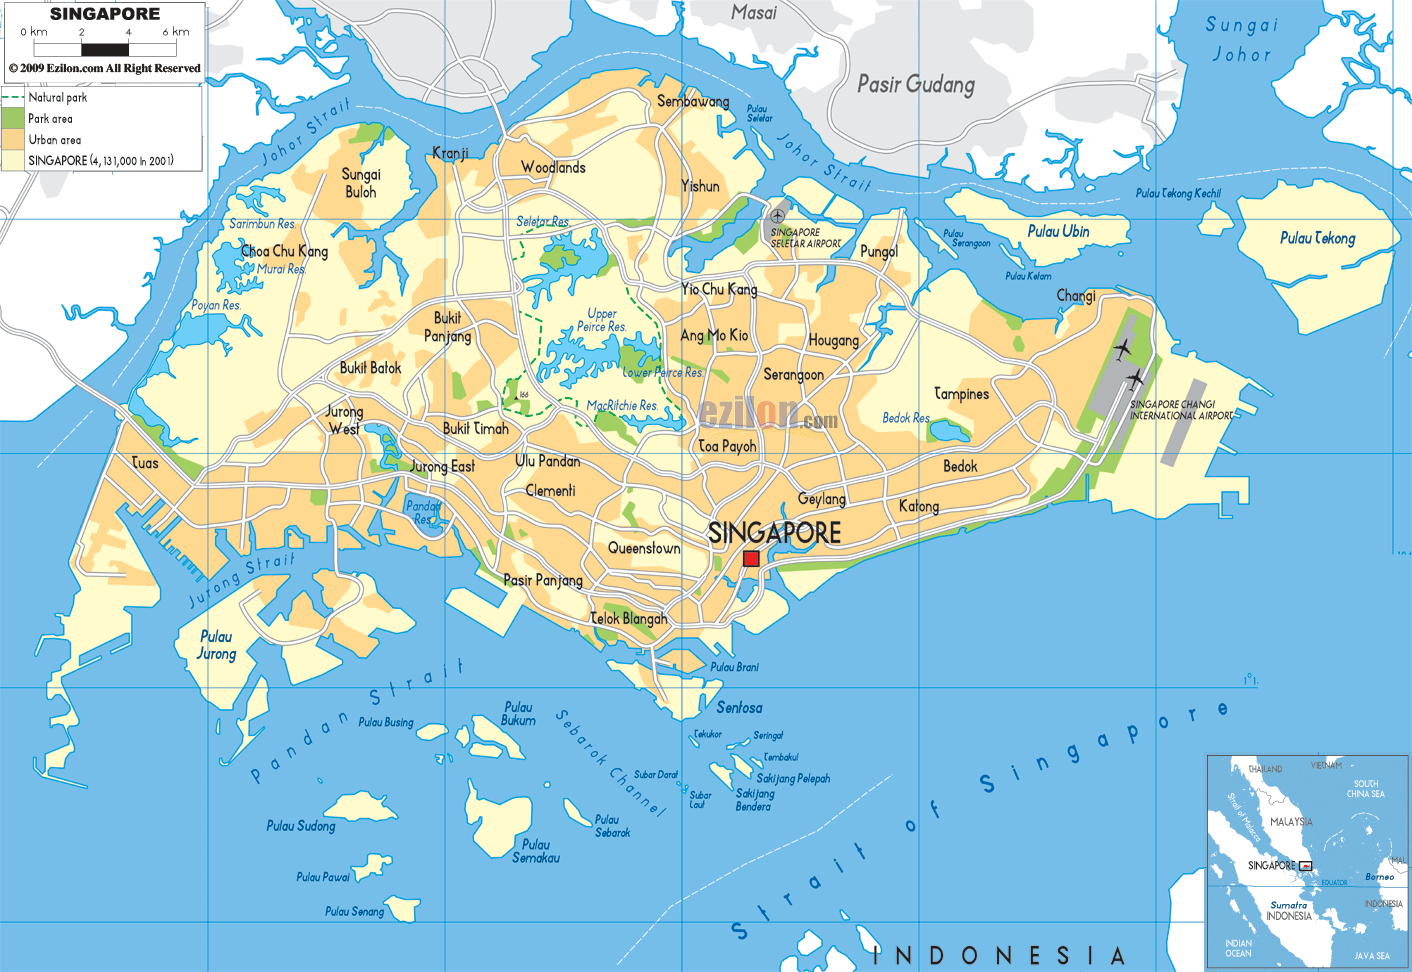 SINGAPORE
0 km 2 4 6 km
© 2009 Ezilon.com All Right Reserved
Natural park
Park area
Urban area
SINGAPORE (4,131,000 In 2001)
Masai
Pasir Gudang
Sungai
Johor
Johor Strait
Johor Strait
Sembawang
Pulau
Seletar
Kranji
Woodlands
Sungai
Buloh
Yishun
Pulau Tekong Kechil
Sarimbun Res.
Seletar Res.
SINGAPORE
SELETAR AIRPORT
Pulau
Serangoon
Pulau Ubin
Pulau Tekong
Choa Chu Kang
Murai Res.
Pungol
Pulau Kelam
Poyan Res.
Yio Chu Kang
Changi
Upper
Peirce Res.
Bukit
Panjang
Ang Mo Kio
Hougang
Bukit Batok
Lower Peirce Res.
Serangoon
166
Tampines
MacRitchie Res.
ezilon.com
SINGAPORE CHANGI
INTERNATIONAL AIRPORT
Jurong
West
Bukit Timah
Bedok Res.
Toa Payoh
Tuas
Jurong East
Ulu Pandan
Bedok
Clementi
Geylang
Katong
Pandan
Res.
SINGAPORE
Queenstown
Jurong Strait
Pasir Panjang
Telok Blangah
Pulau
Jurong
Pulau Brani
1°1.
Pandan Strait
Sentosa
Pulau Busing
Pulau
Bukum
Sebarok Channel
Tekukor
Seringat
Tembakul
Subar Darat
Sakijang Pelepah
Subar
Laut
Sakijang
Bendera
Strait of Singapore
Pulau Sudong
Pulau
Sebarok
Pulau
Semakau
Pulau Pawai
Pulau Senang
INDONESIA
THAILAND
VIETNAM
SOUTH
CHINA SEA
Strait of Malacca
MALAYSIA
SINGAPORE
MAL
EQUATOR
Borneo
Sumatra
INDONESIA
INDONESIA
INDIAN
OCEAN
JAVA SEA